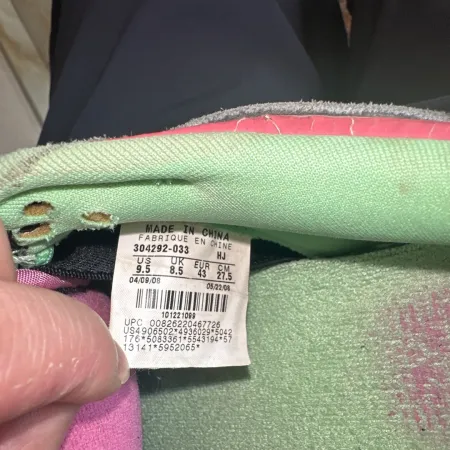 MADE IN CHINA
FABRIQUE EN CHINE
304292-033 HJ
US UK EUR CM
9.5 8.5 43 27.5
04/09/08 05/22/08
101221099
UPC 00826220467726
US4906502*4936029*5042
176*5083361*5543194*57
13141*5952065*